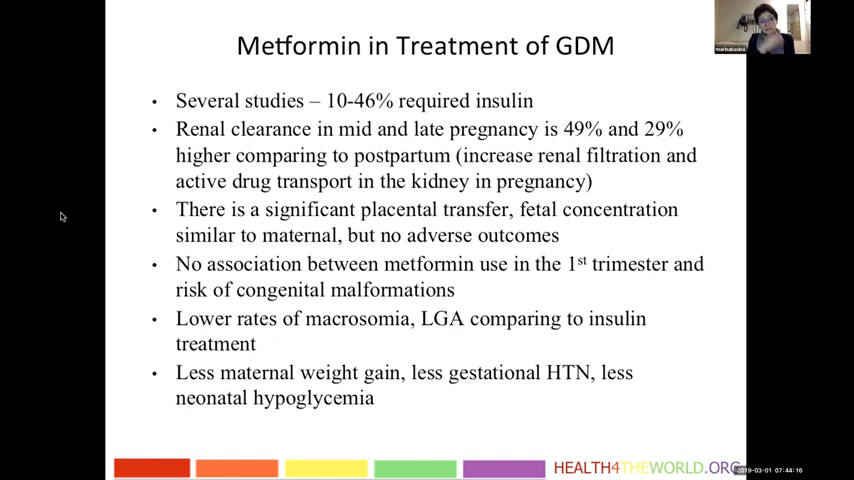 Metformin in Treatment of GDM
marinabasina
• Several studies – 10-46% required insulin
• Renal clearance in mid and late pregnancy is 49% and 29%
higher comparing to postpartum (increase renal filtration and
active drug transport in the kidney in pregnancy)
• There is a significant placental transfer, fetal concentration
similar to maternal, but no adverse outcomes
• No association between metformin use in the 1st trimester and
risk of congenital malformations
• Lower rates of macrosomia, LGA comparing to insulin
treatment
• Less maternal weight gain, less gestational HTN, less
neonatal hypoglycemia
HEALTH4THEWORLD.ORG
2019-03-01 07:44:16